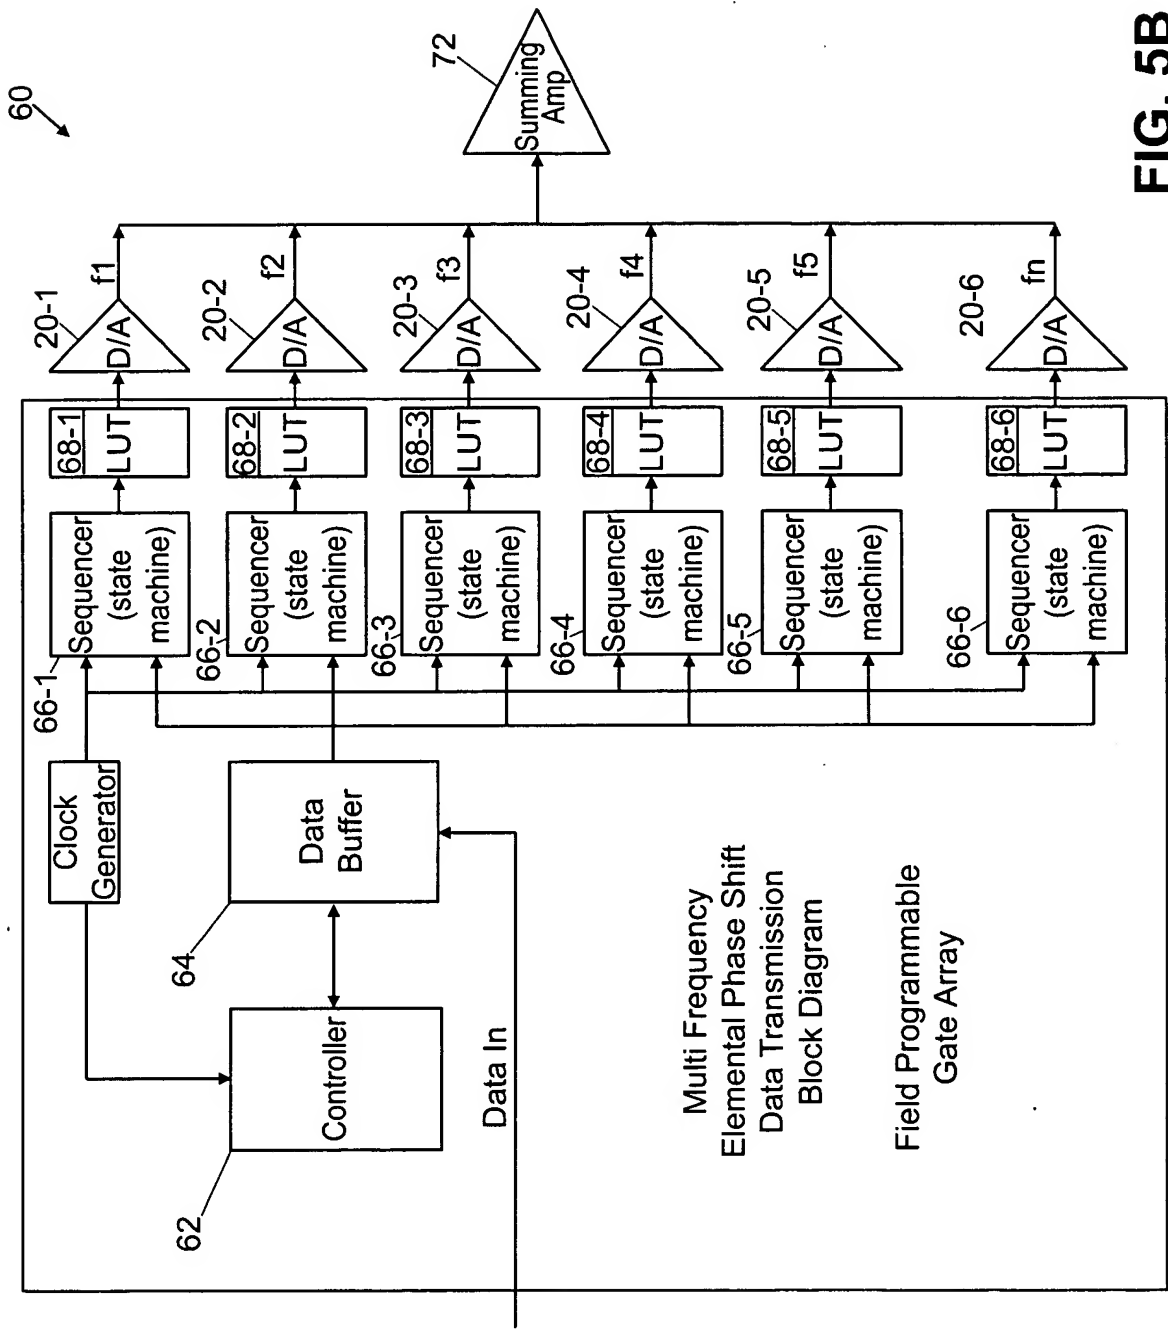 60
Clock
Generator
66-1
Sequencer
(state
machine)
68-1
LUT
20-1
D/A
f1
62
Controller
64
Data
Buffer
66-2
Sequencer
(state
machine)
68-2
LUT
20-2
D/A
f2
Data In
66-3
Sequencer
(state
machine)
68-3
LUT
20-3
D/A
f3
72
Summing
Amp
66-4
Sequencer
(state
machine)
68-4
LUT
20-4
D/A
f4
66-5
Sequencer
(state
machine)
68-5
LUT
20-5
D/A
f5
66-6
Sequencer
(state
machine)
68-6
LUT
20-6
D/A
fn
Multi Frequency
Elemental Phase Shift
Data Transmission
Block Diagram
Field Programmable
Gate Array
FIG. 5B